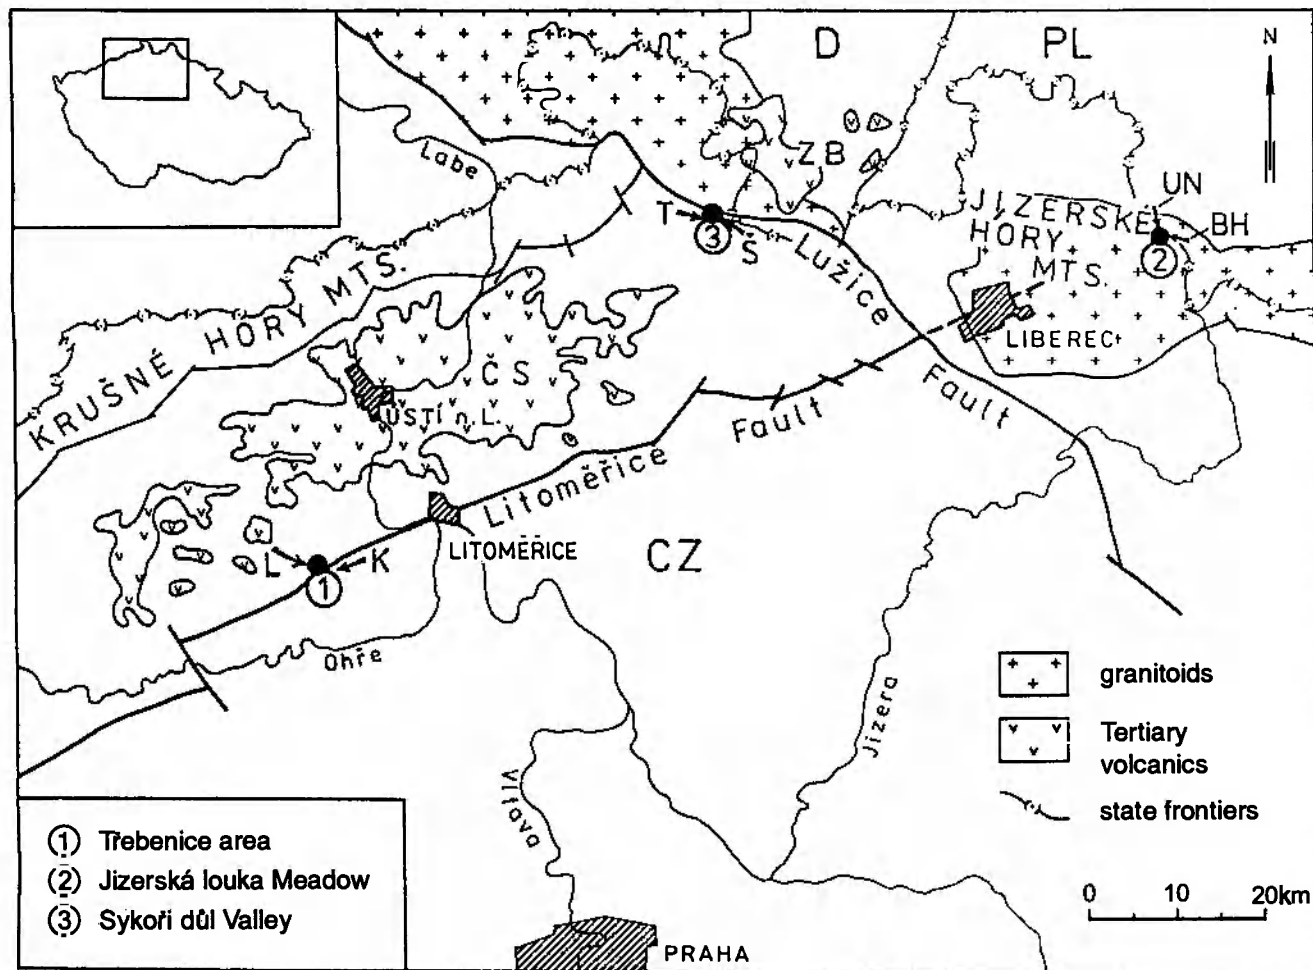 D
PL
N
Labe
ZB
UN
JIZERSKÉ
HORY
MTS.
BH
T
3
Š
2
Lužice
Fault
KRUŠNÉ HORY MTS.
LIBEREC
ČS
ÚSTÍ n.L.
Litoměřice Fault
LITOMĚŘICE
CZ
L
K
1
Ohře
Jizera
Vltava
PRAHA
granitoids
Tertiary
volcanics
state frontiers
0 10 20km
1 Třebenice area
2 Jizerská louka Meadow
3 Sykoří důl Valley